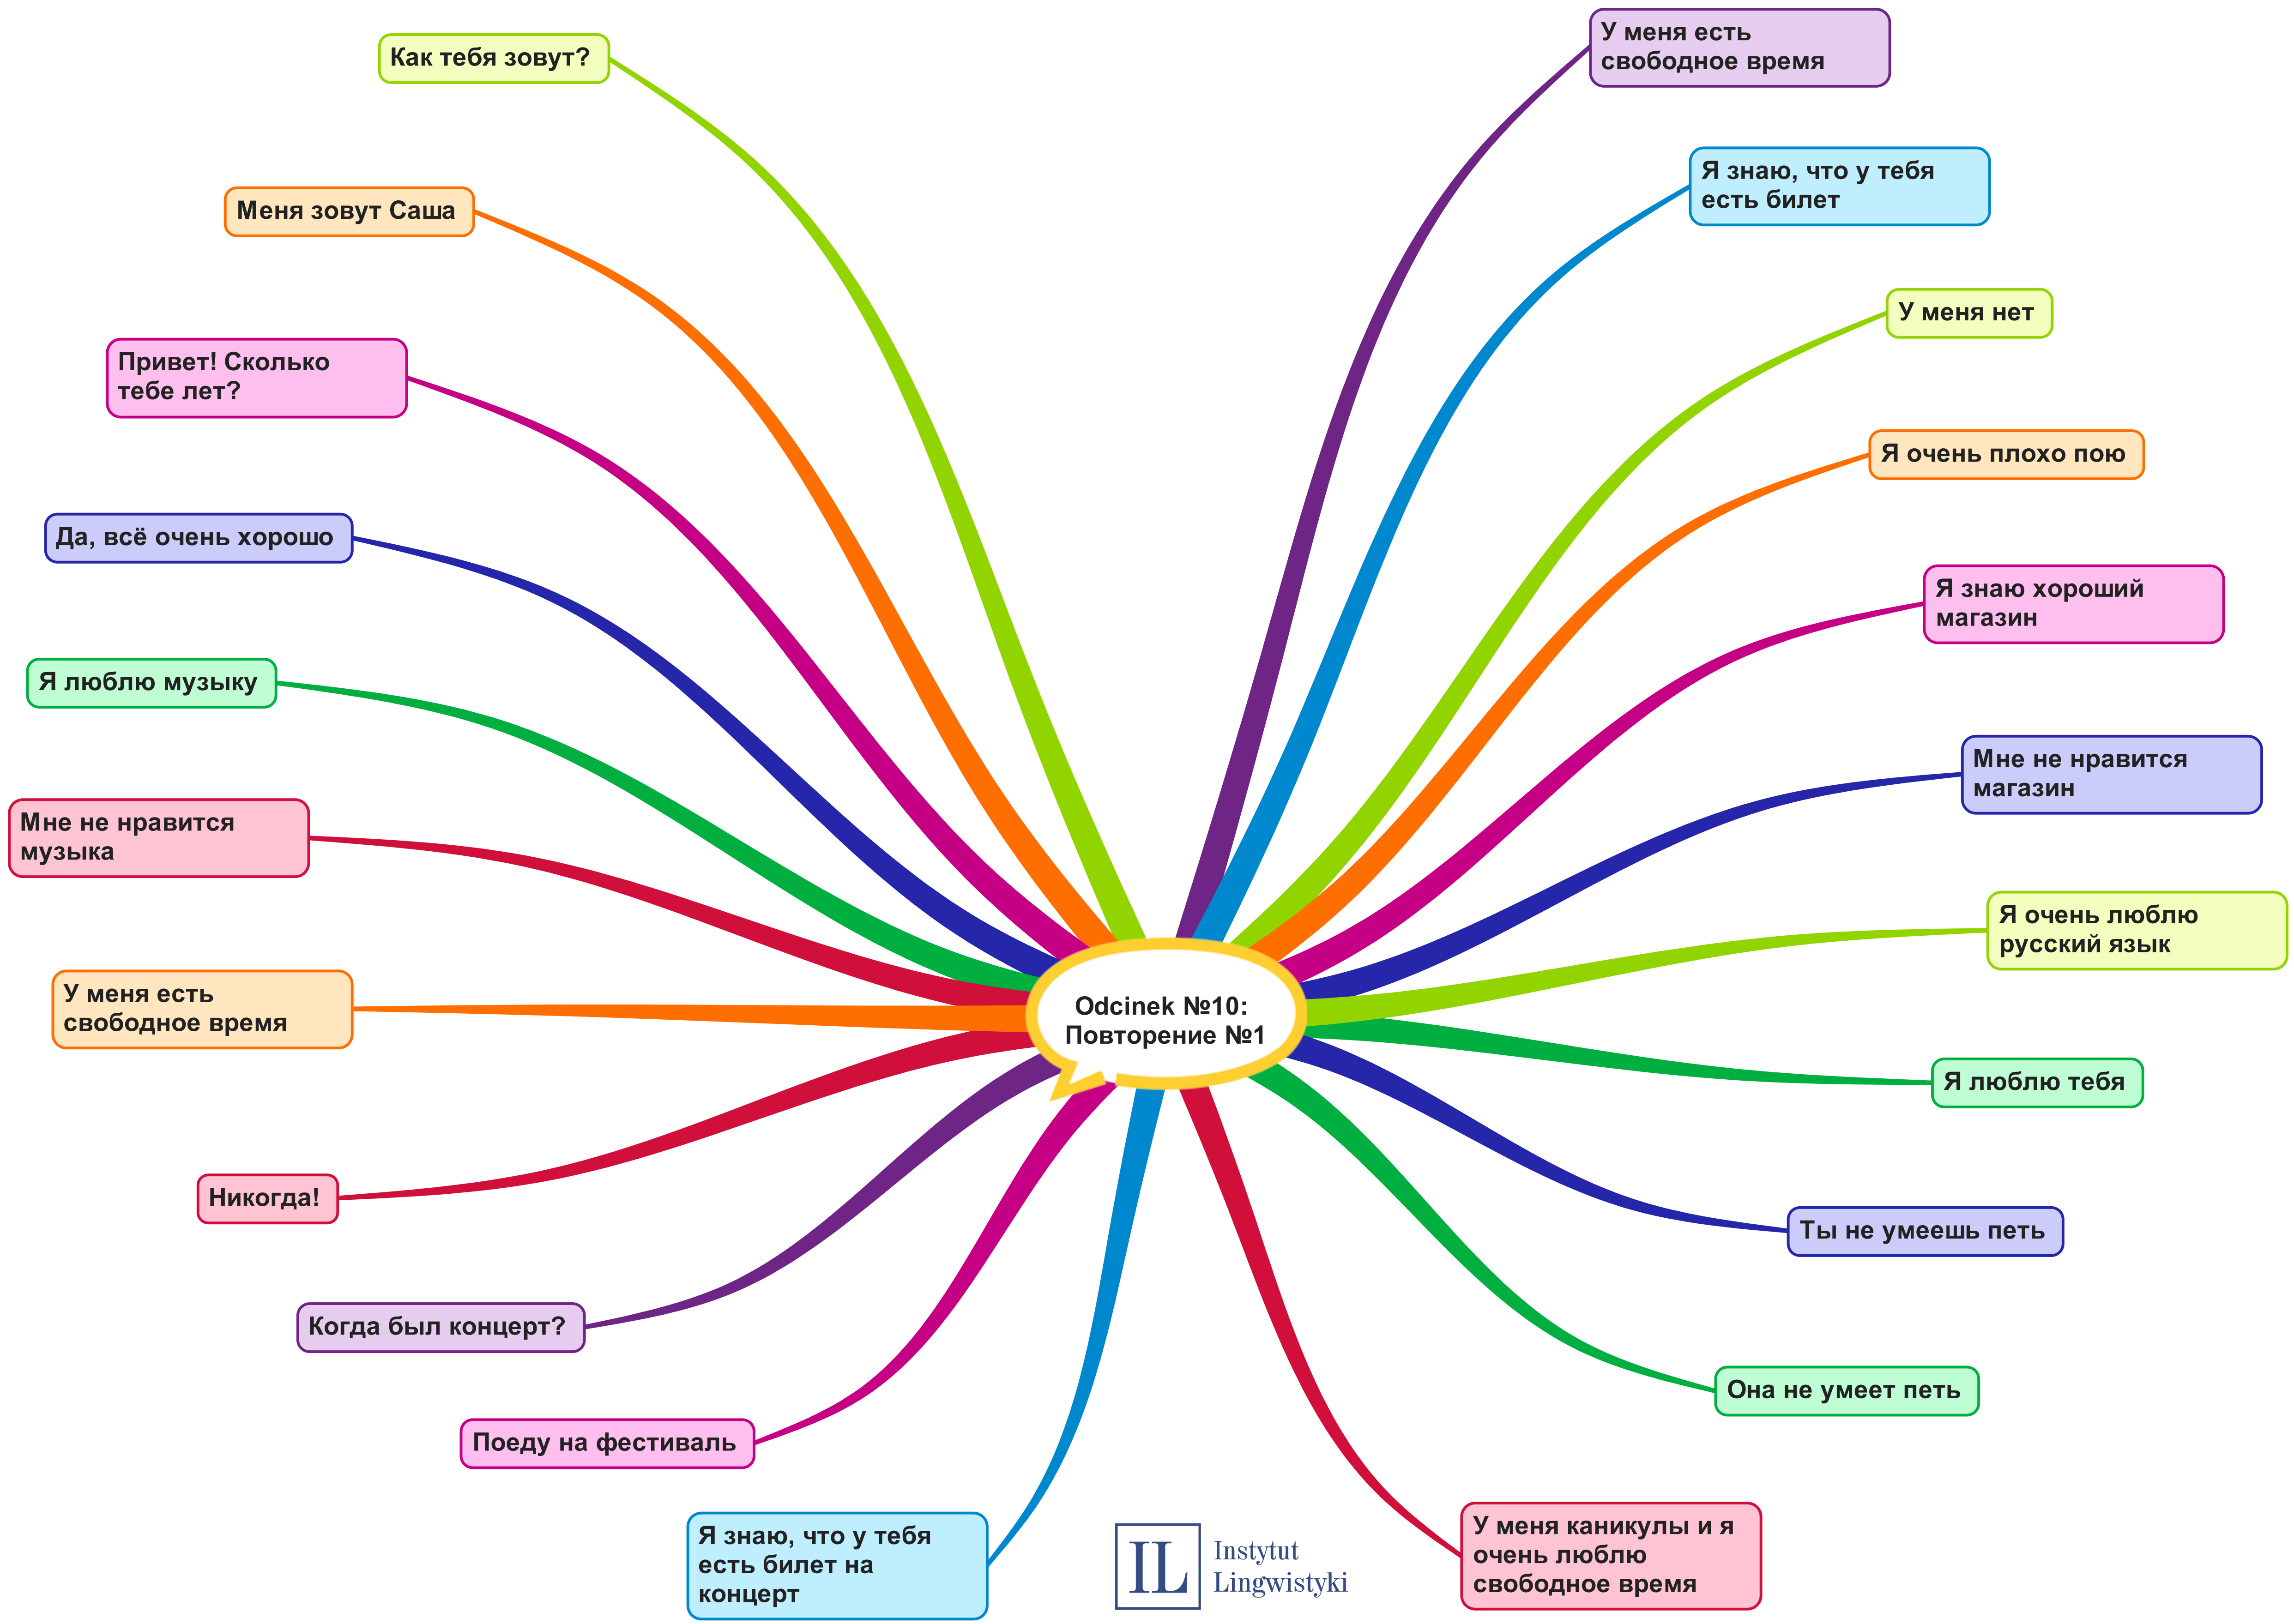 Как тебя зовут?
Меня зовут Саша
Привет! Сколько
тебе лет?
Да, всё очень хорошо
Я люблю музыку
Мне не нравится
музыка
У меня есть
свободное время
Никогда!
Когда был концерт?
Поеду на фестиваль
Я знаю, что у тебя
есть билет на
концерт
Odcinek №10:
Повторение №1
У меня есть
свободное время
Я знаю, что у тебя
есть билет
У меня нет
Я очень плохо пою
Я знаю хороший
магазин
Мне не нравится
магазин
Я очень люблю
русский язык
Я люблю тебя
Ты не умеешь петь
Она не умеет петь
У меня каникулы и я
очень люблю
свободное время
IL
Instytut
Lingwistyki